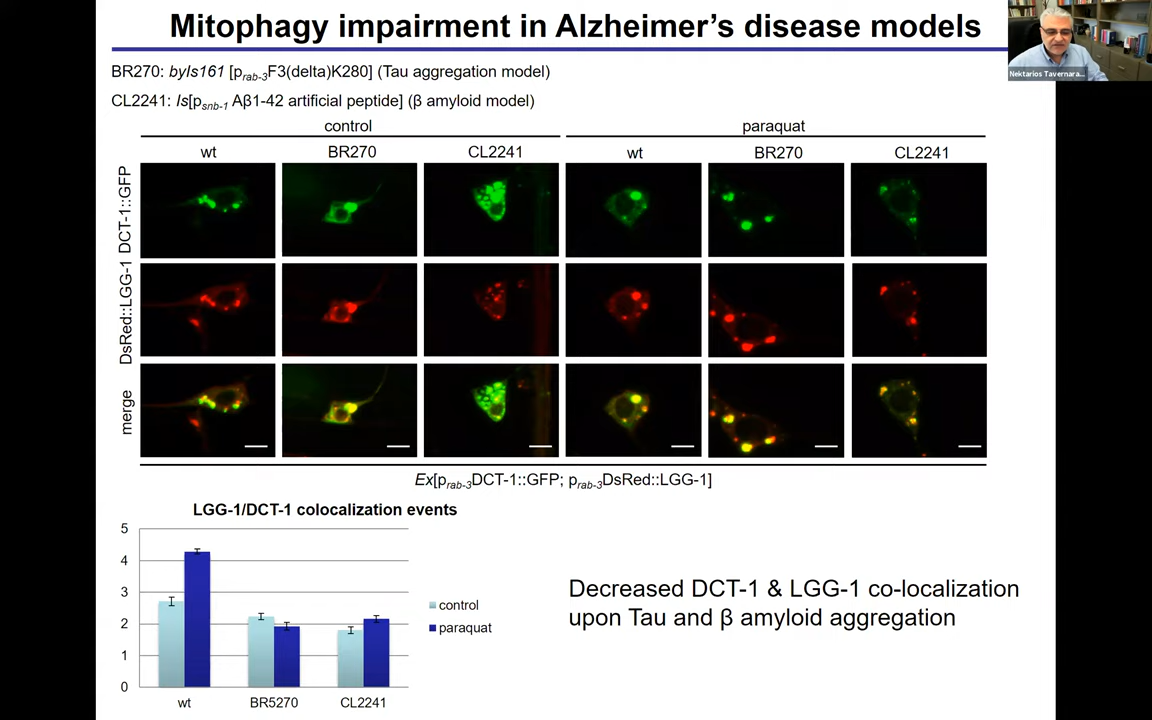 Mitophagy impairment in Alzheimer’s disease models
Nektarios Tavernara...
BR270: byIs161 [prab-3F3(delta)K280] (Tau aggregation model)
CL2241: Is[psnb-1 Aβ1-42 artificial peptide] (β amyloid model)
control paraquat
wt BR270 CL2241 wt BR270 CL2241
DCT-1::GFP
DsRed::LGG-1
merge
Ex[prab-3DCT-1::GFP; prab-3DsRed::LGG-1]
LGG-1/DCT-1 colocalization events
5
4
3
2
1
0
wt BR5270 CL2241
control
paraquat
Decreased DCT-1 & LGG-1 co-localization
upon Tau and β amyloid aggregation